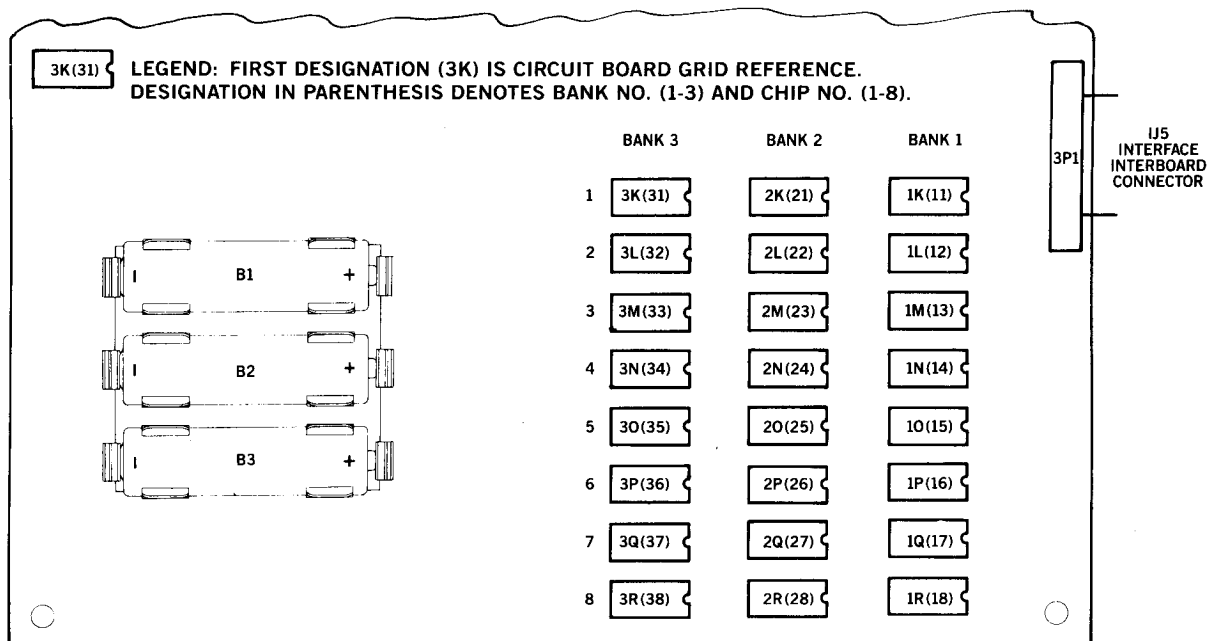 3K(31) LEGEND: FIRST DESIGNATION (3K) IS CIRCUIT BOARD GRID REFERENCE.
DESIGNATION IN PARENTHESIS DENOTES BANK NO. (1-3) AND CHIP NO. (1-8).
BANK 3 BANK 2 BANK 1
3P1
IJ5
INTERFACE
INTERBOARD
CONNECTOR
1 3K(31) 2K(21) 1K(11)
2 3L(32) 2L(22) 1L(12)
3 3M(33) 2M(23) 1M(13)
4 3N(34) 2N(24) 1N(14)
5 3O(35) 2O(25) 1O(15)
6 3P(36) 2P(26) 1P(16)
7 3Q(37) 2Q(27) 1Q(17)
8 3R(38) 2R(28) 1R(18)
- B1 +
- B2 +
- B3 +